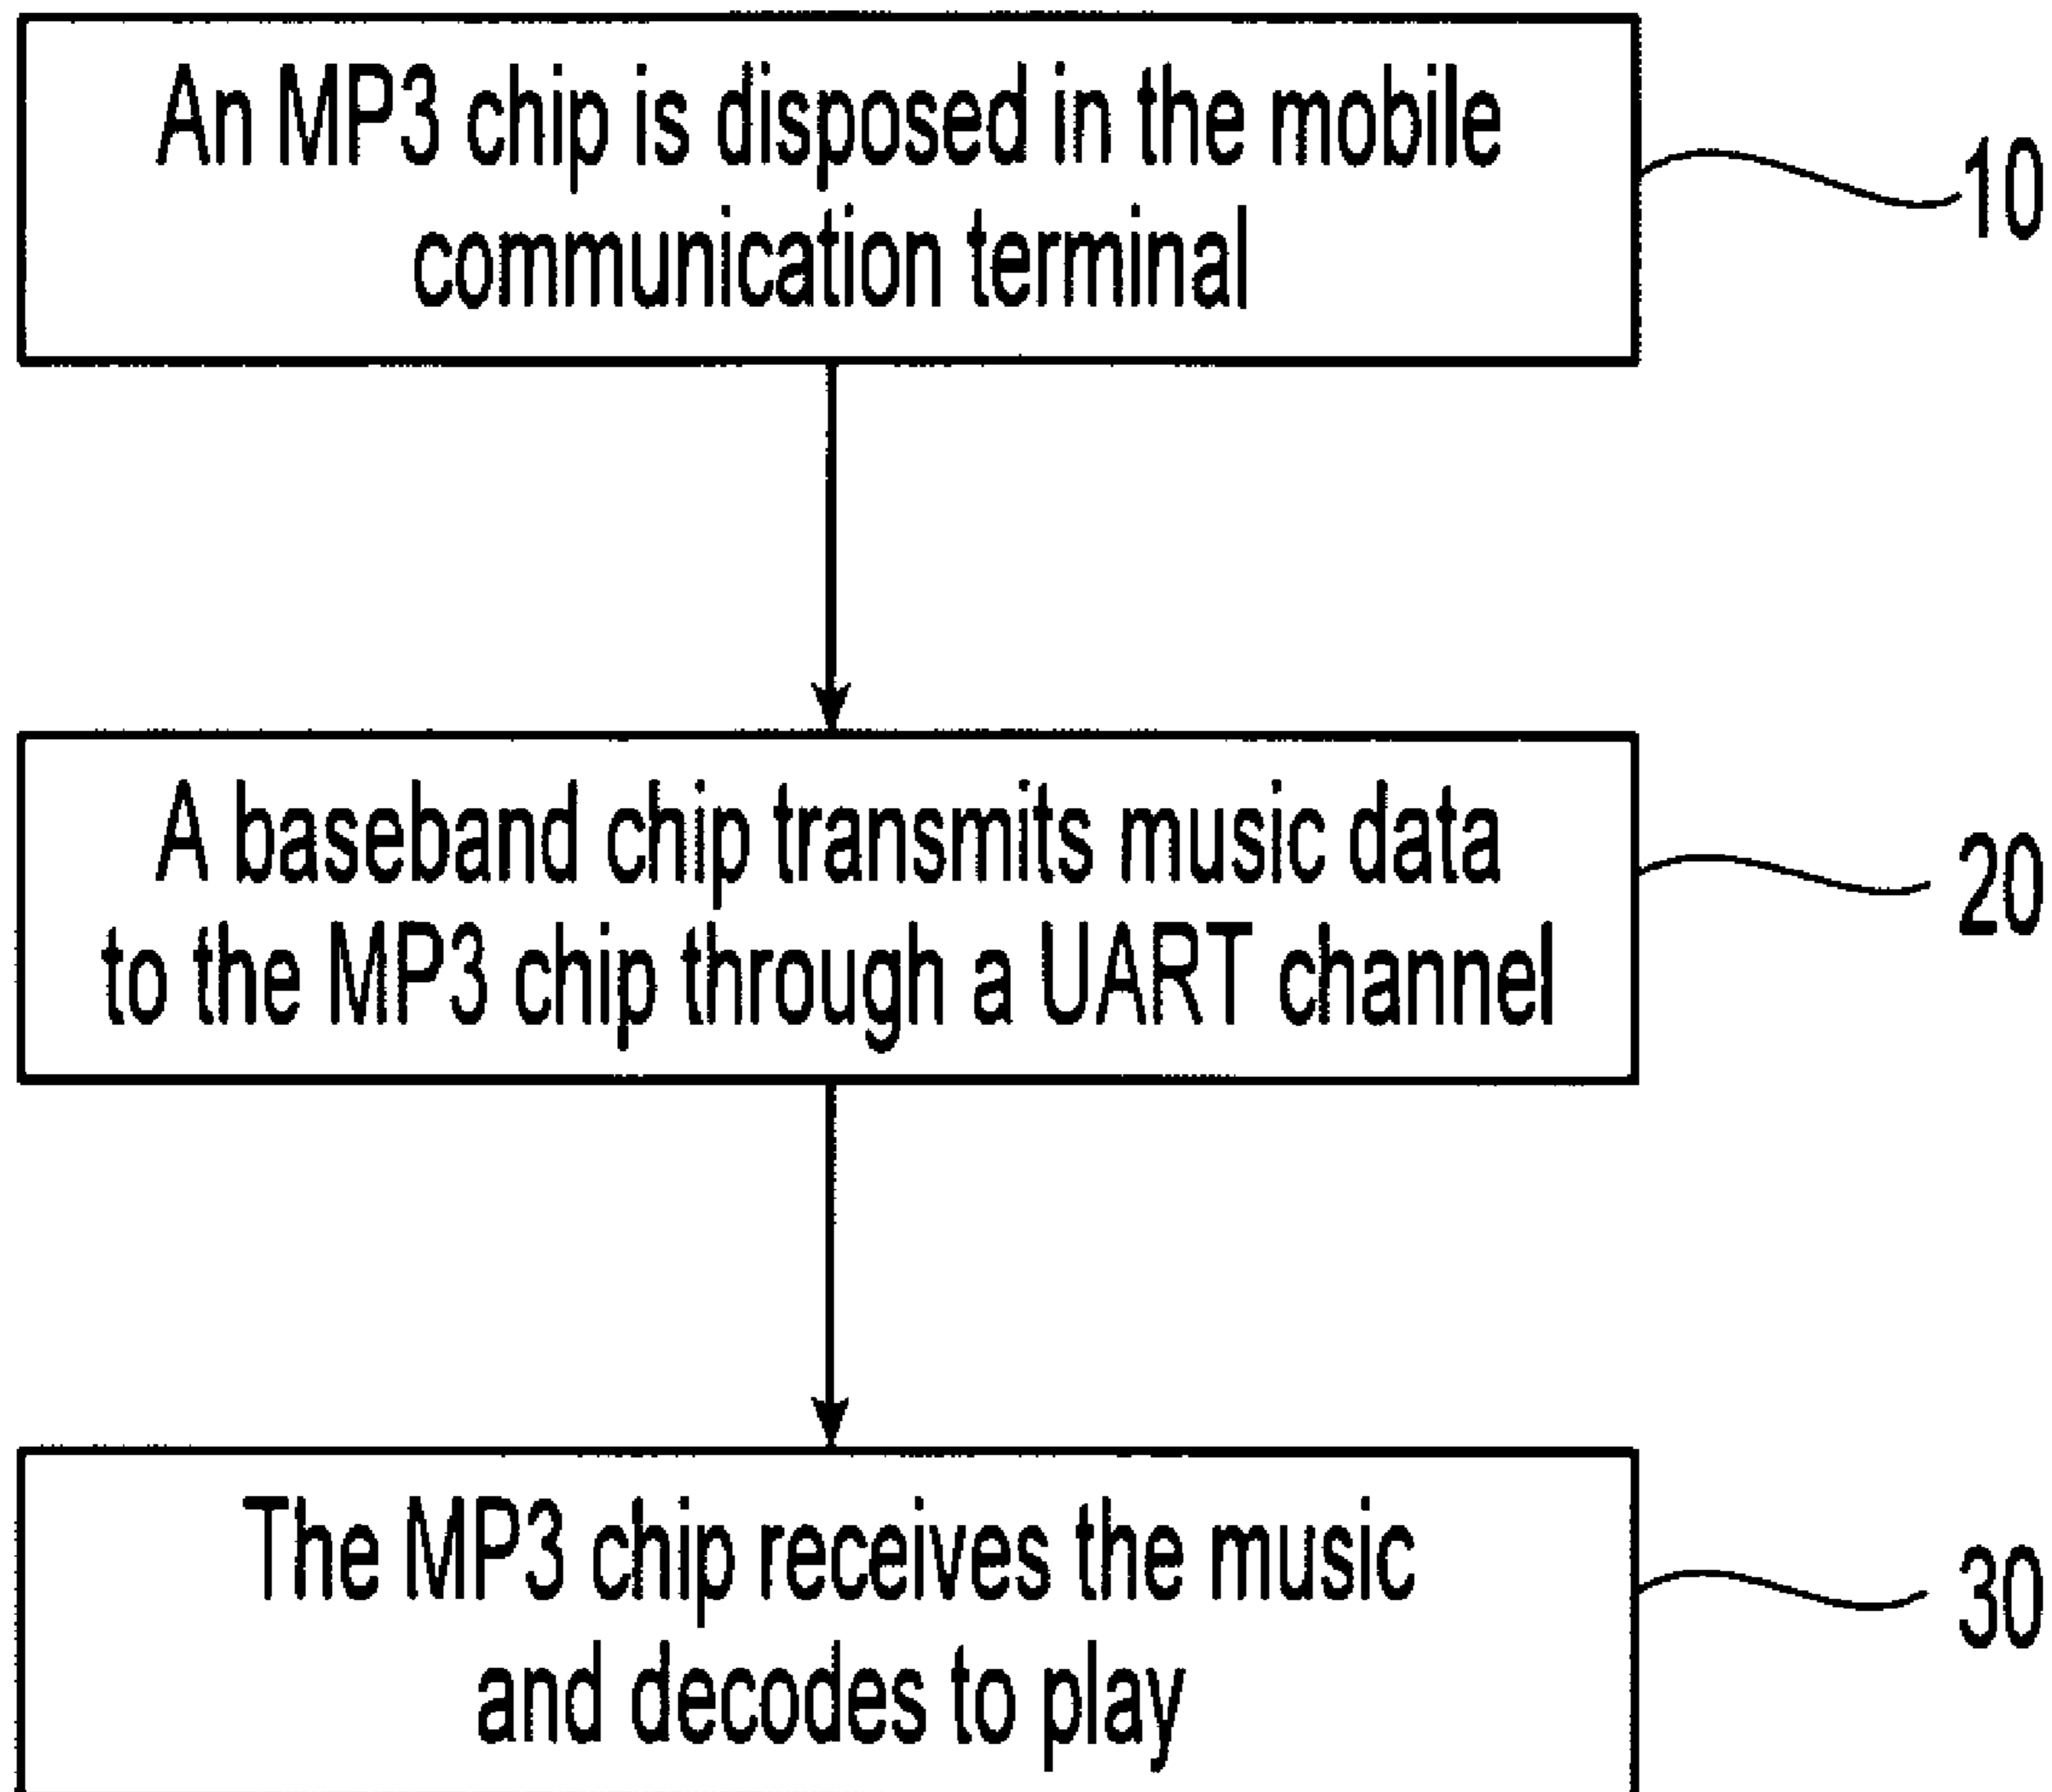 An MP3 chip is disposed in the mobile
communication terminal
10
A baseband chip transmits music data
to the MP3 chip through a UART channel
20
The MP3 chip receives the music
and decodes to play
30